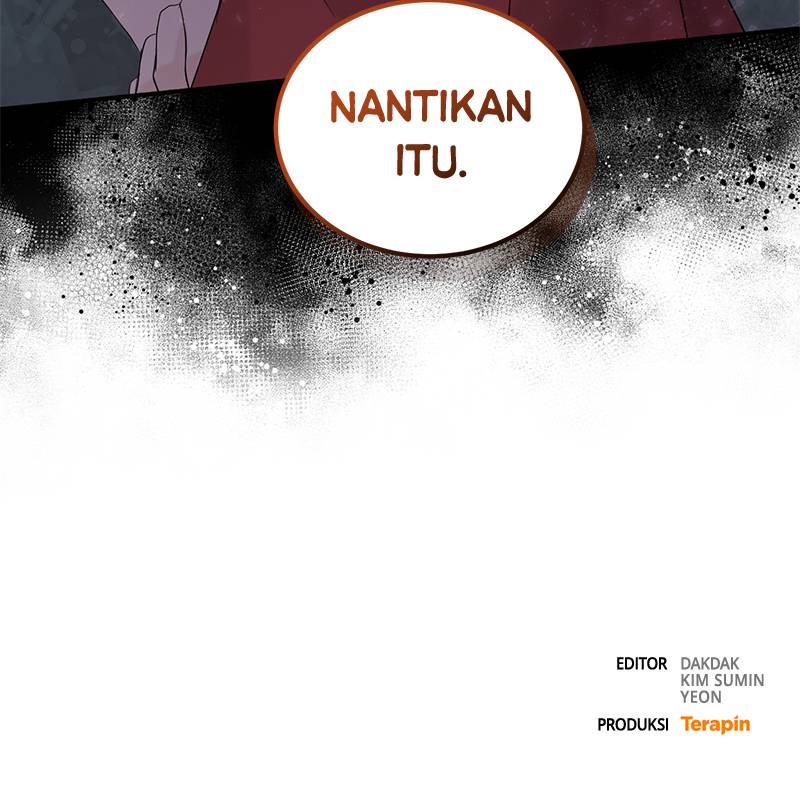 NANTIKAN
ITU.
EDITOR DAKDAK
KIM SUMIN
YEON
PRODUKSI Terapin